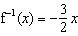 f⁻¹(x) = −3/2 x